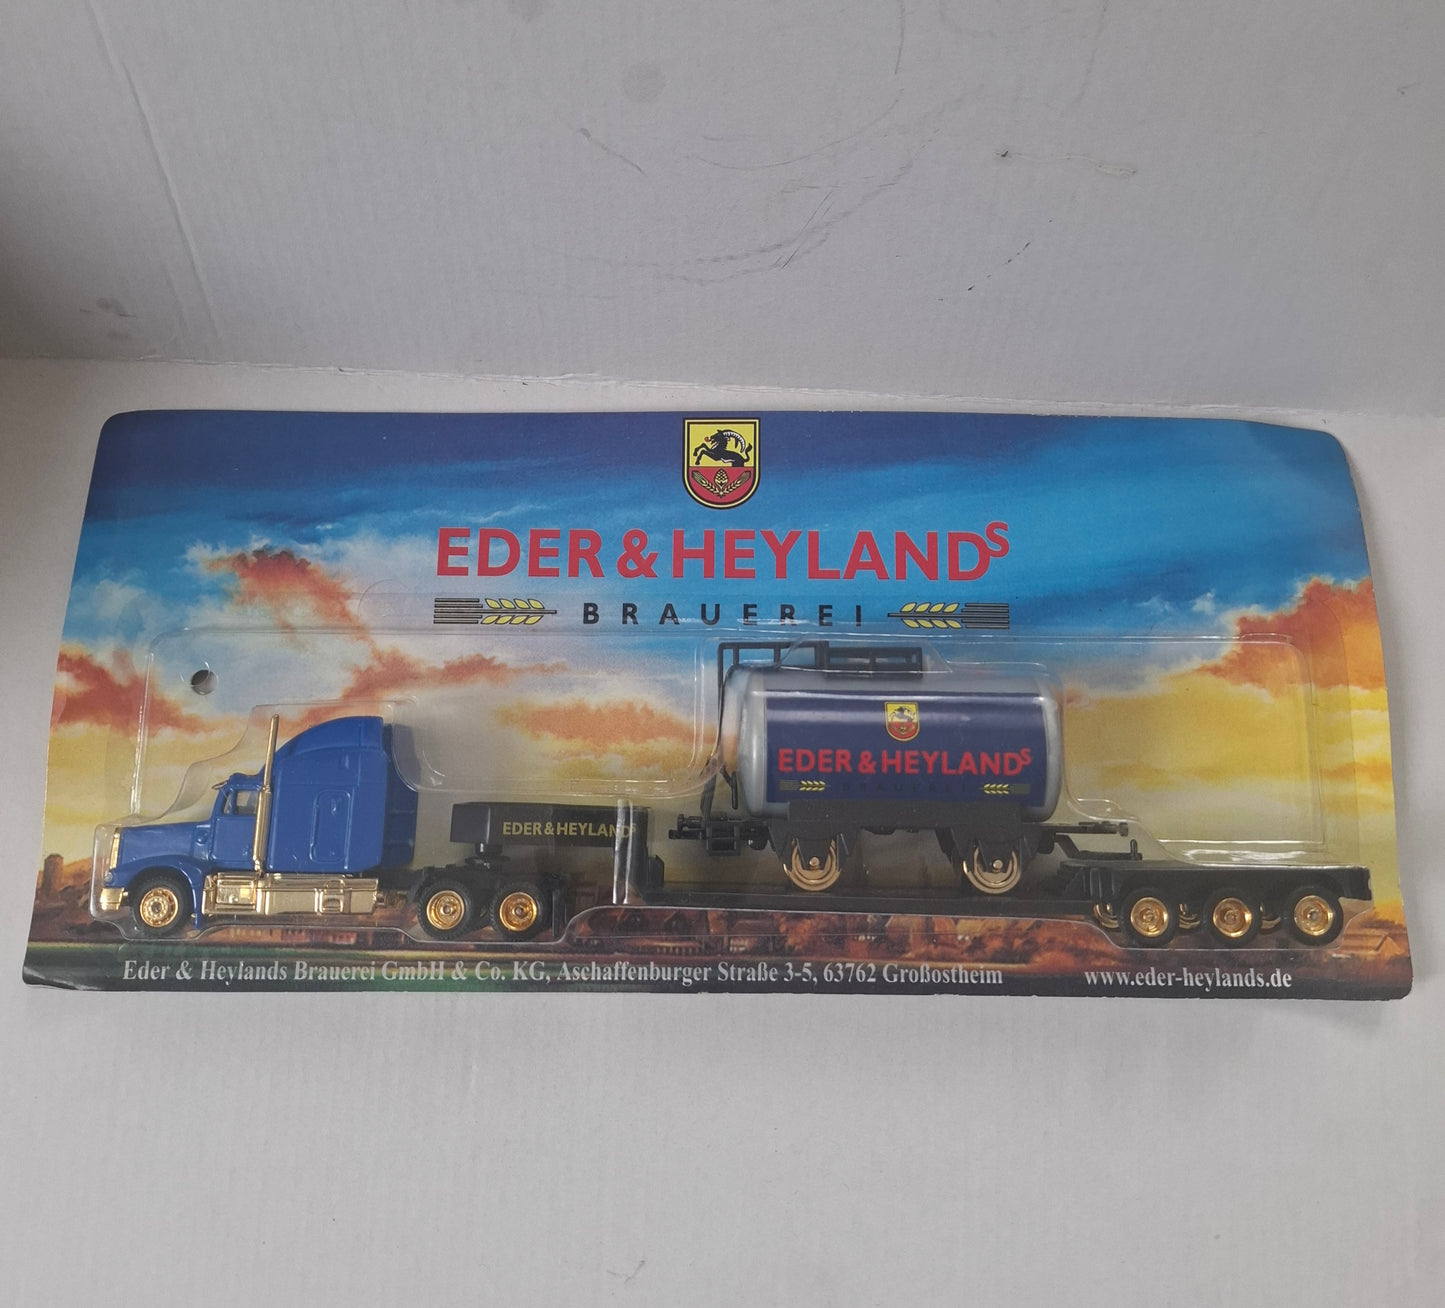 EDER & HEYLANDS
BRAUEREI
EDER & HEYLANDS
BRAUEREI
EDER & HEYLANDS
Eder & Heylands Brauerei GmbH & Co. KG, Aschaffenburger Straße 3-5, 63762 Großostheim
www.eder-heylands.de